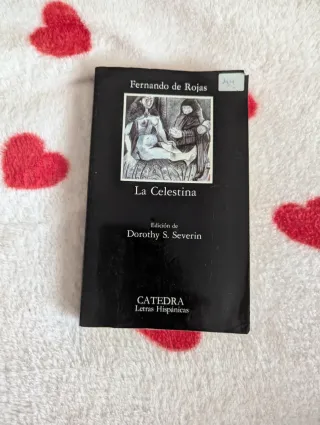 Fernando de Rojas
La Celestina
Edición de
Dorothy S. Severin
CATEDRA
Letras Hispánicas